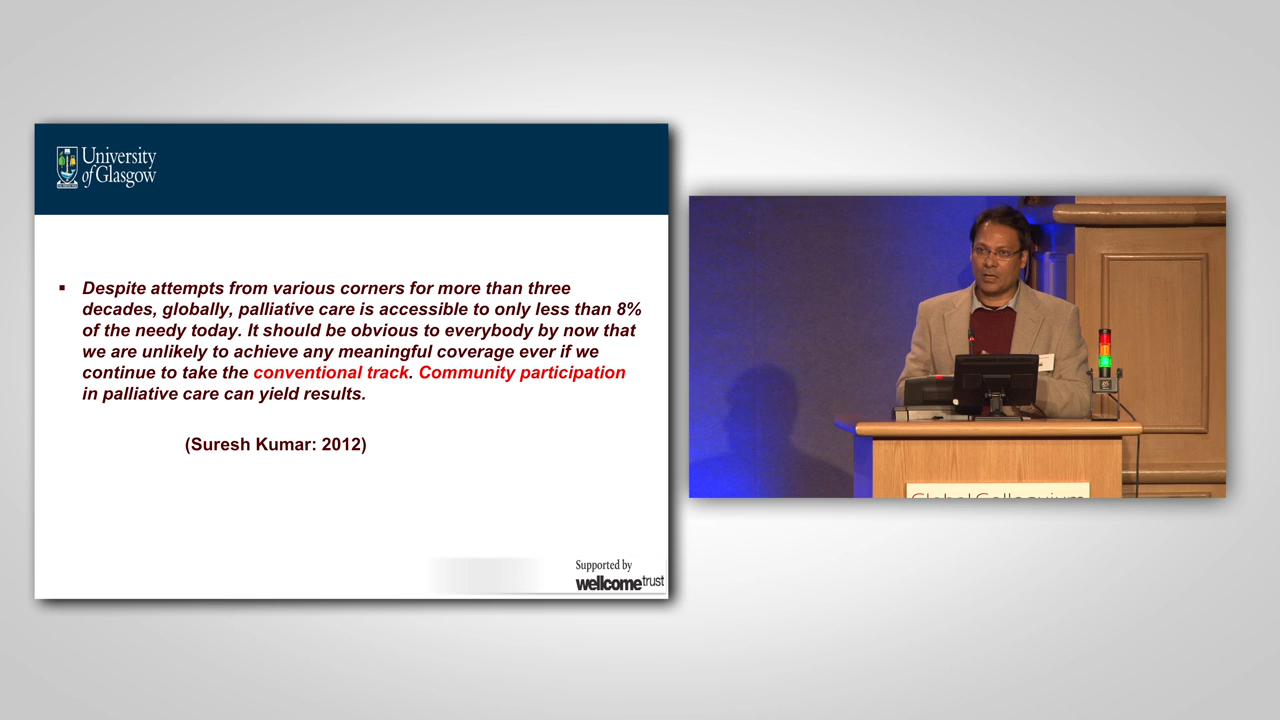 University
of Glasgow
▪ Despite attempts from various corners for more than three
decades, globally, palliative care is accessible to only less than 8%
of the needy today. It should be obvious to everybody by now that
we are unlikely to achieve any meaningful coverage ever if we
continue to take the conventional track. Community participation
in palliative care can yield results.
(Suresh Kumar: 2012)
Supported by
wellcometrust
Global Colloquium